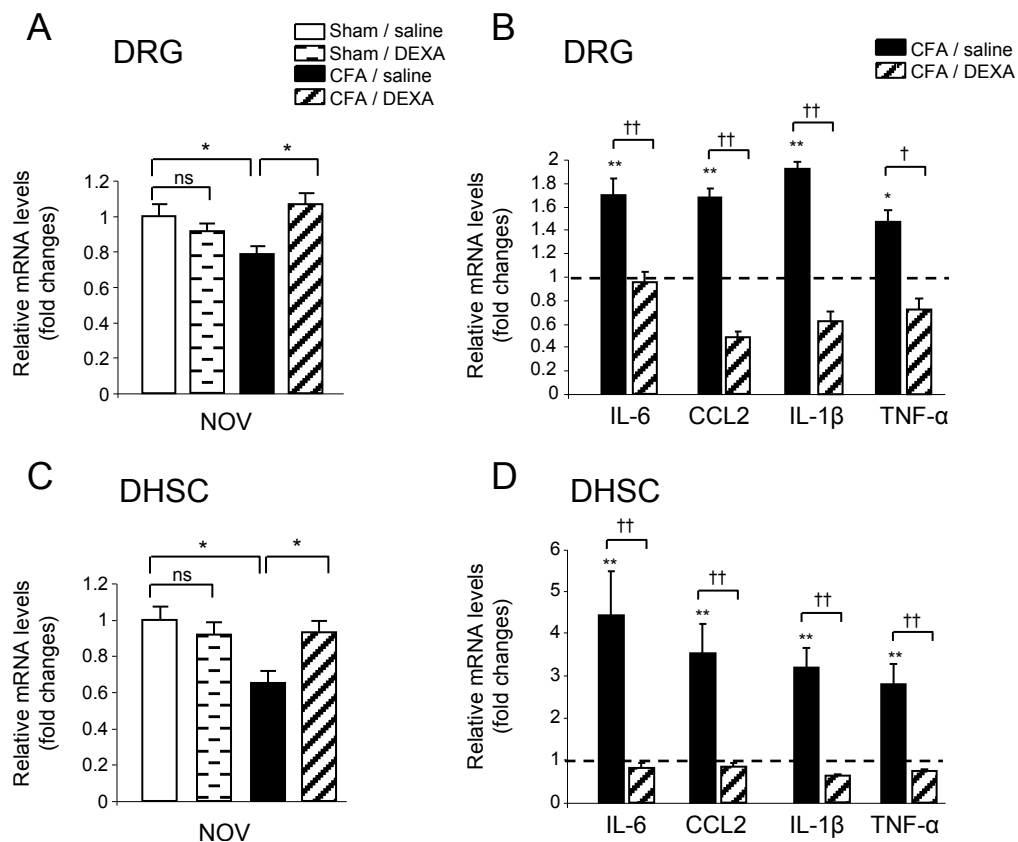 A
DRG
Sham / saline
Sham / DEXA
CFA / saline
CFA / DEXA
Relative mRNA levels
(fold changes)
1.2
1
0.8
0.6
0.4
0.2
0
*
*
ns
NOV
B
DRG
CFA / saline
CFA / DEXA
Relative mRNA levels
(fold changes)
2
1.8
1.6
1.4
1.2
1
0.8
0.6
0.4
0.2
0
††
††
††
†
**
**
**
*
IL-6
CCL2
IL-1β
TNF-α
C
DHSC
Relative mRNA levels
(fold changes)
1.2
1
0.8
0.6
0.4
0.2
0
*
*
ns
NOV
D
DHSC
Relative mRNA levels
(fold changes)
6
5
4
3
2
1
0
††
††
††
††
**
**
**
**
IL-6
CCL2
IL-1β
TNF-α